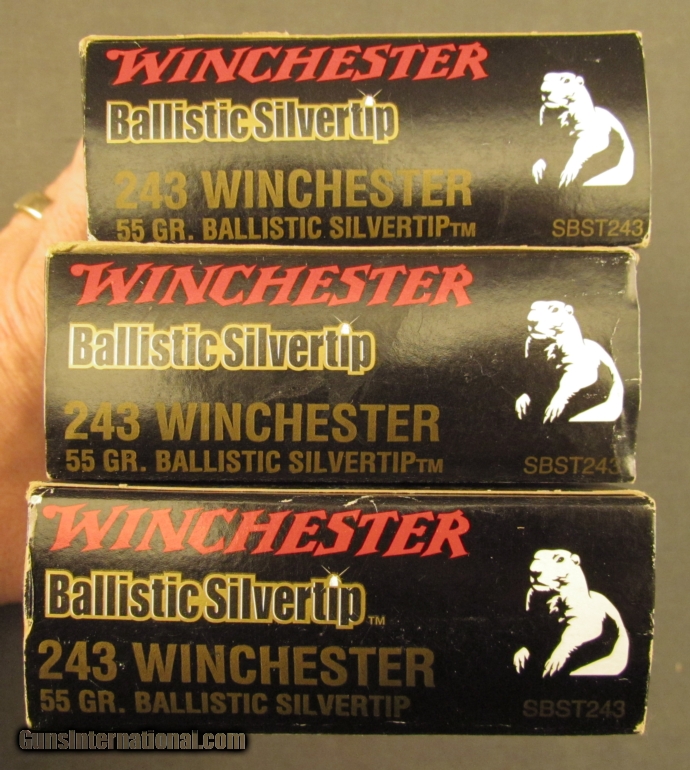 WINCHESTER
Ballistic Silvertip
243 WINCHESTER
55 GR. BALLISTIC SILVERTIP™ SBST243
WINCHESTER
Ballistic Silvertip
243 WINCHESTER
55 GR. BALLISTIC SILVERTIP™ SBST243
WINCHESTER
Ballistic Silvertip™
243 WINCHESTER
55 GR. BALLISTIC SILVERTIP SBST243
GunsInternational.com